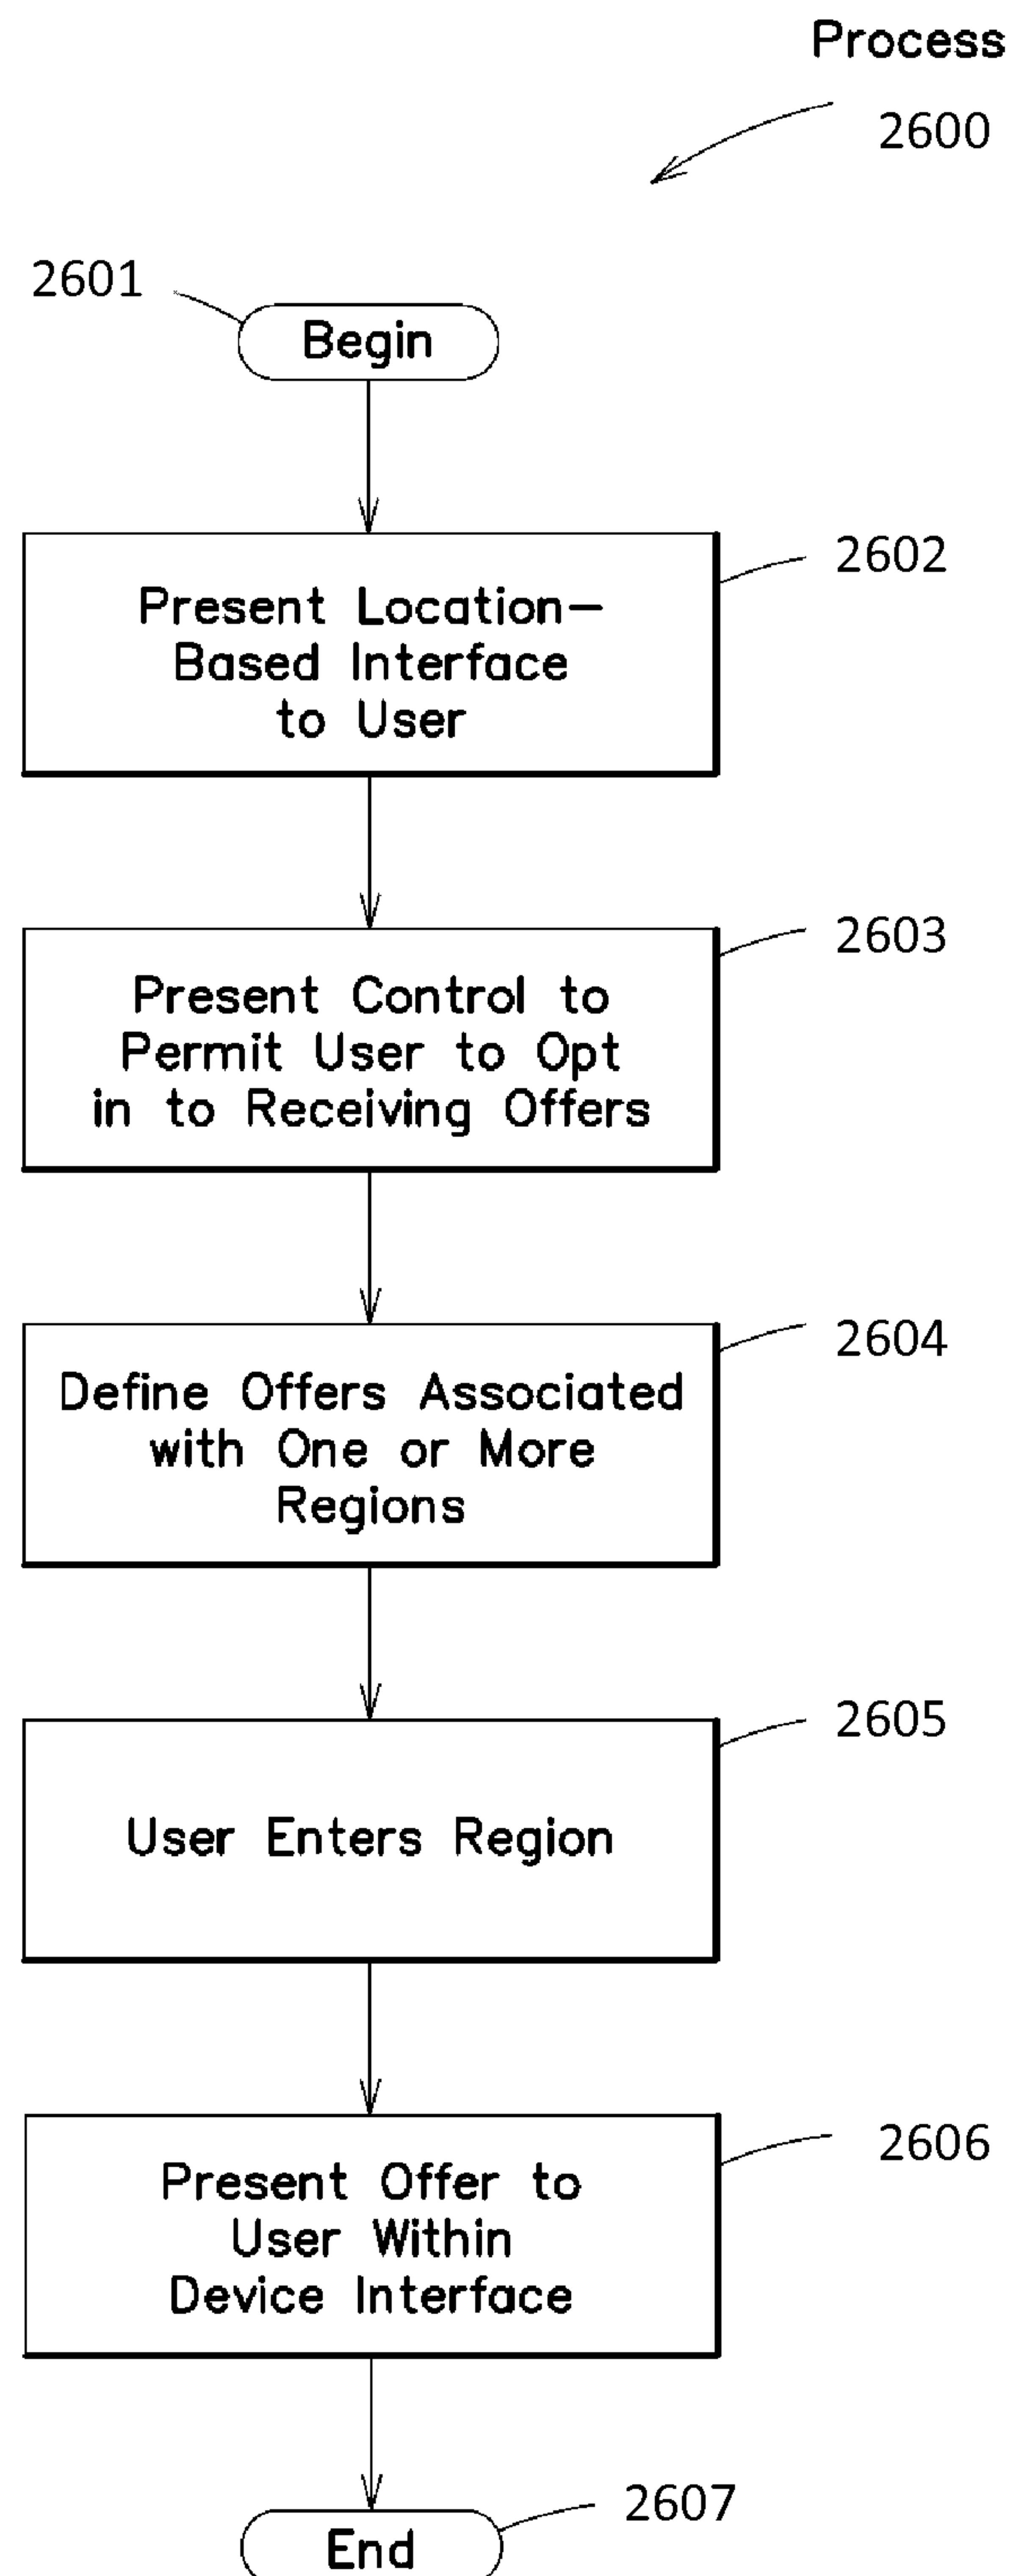 Process
2600
2601
Begin
2602
Present Location-
Based Interface
to User
2603
Present Control to
Permit User to Opt
in to Receiving Offers
2604
Define Offers Associated
with One or More
Regions
2605
User Enters Region
2606
Present Offer to
User Within
Device Interface
2607
End